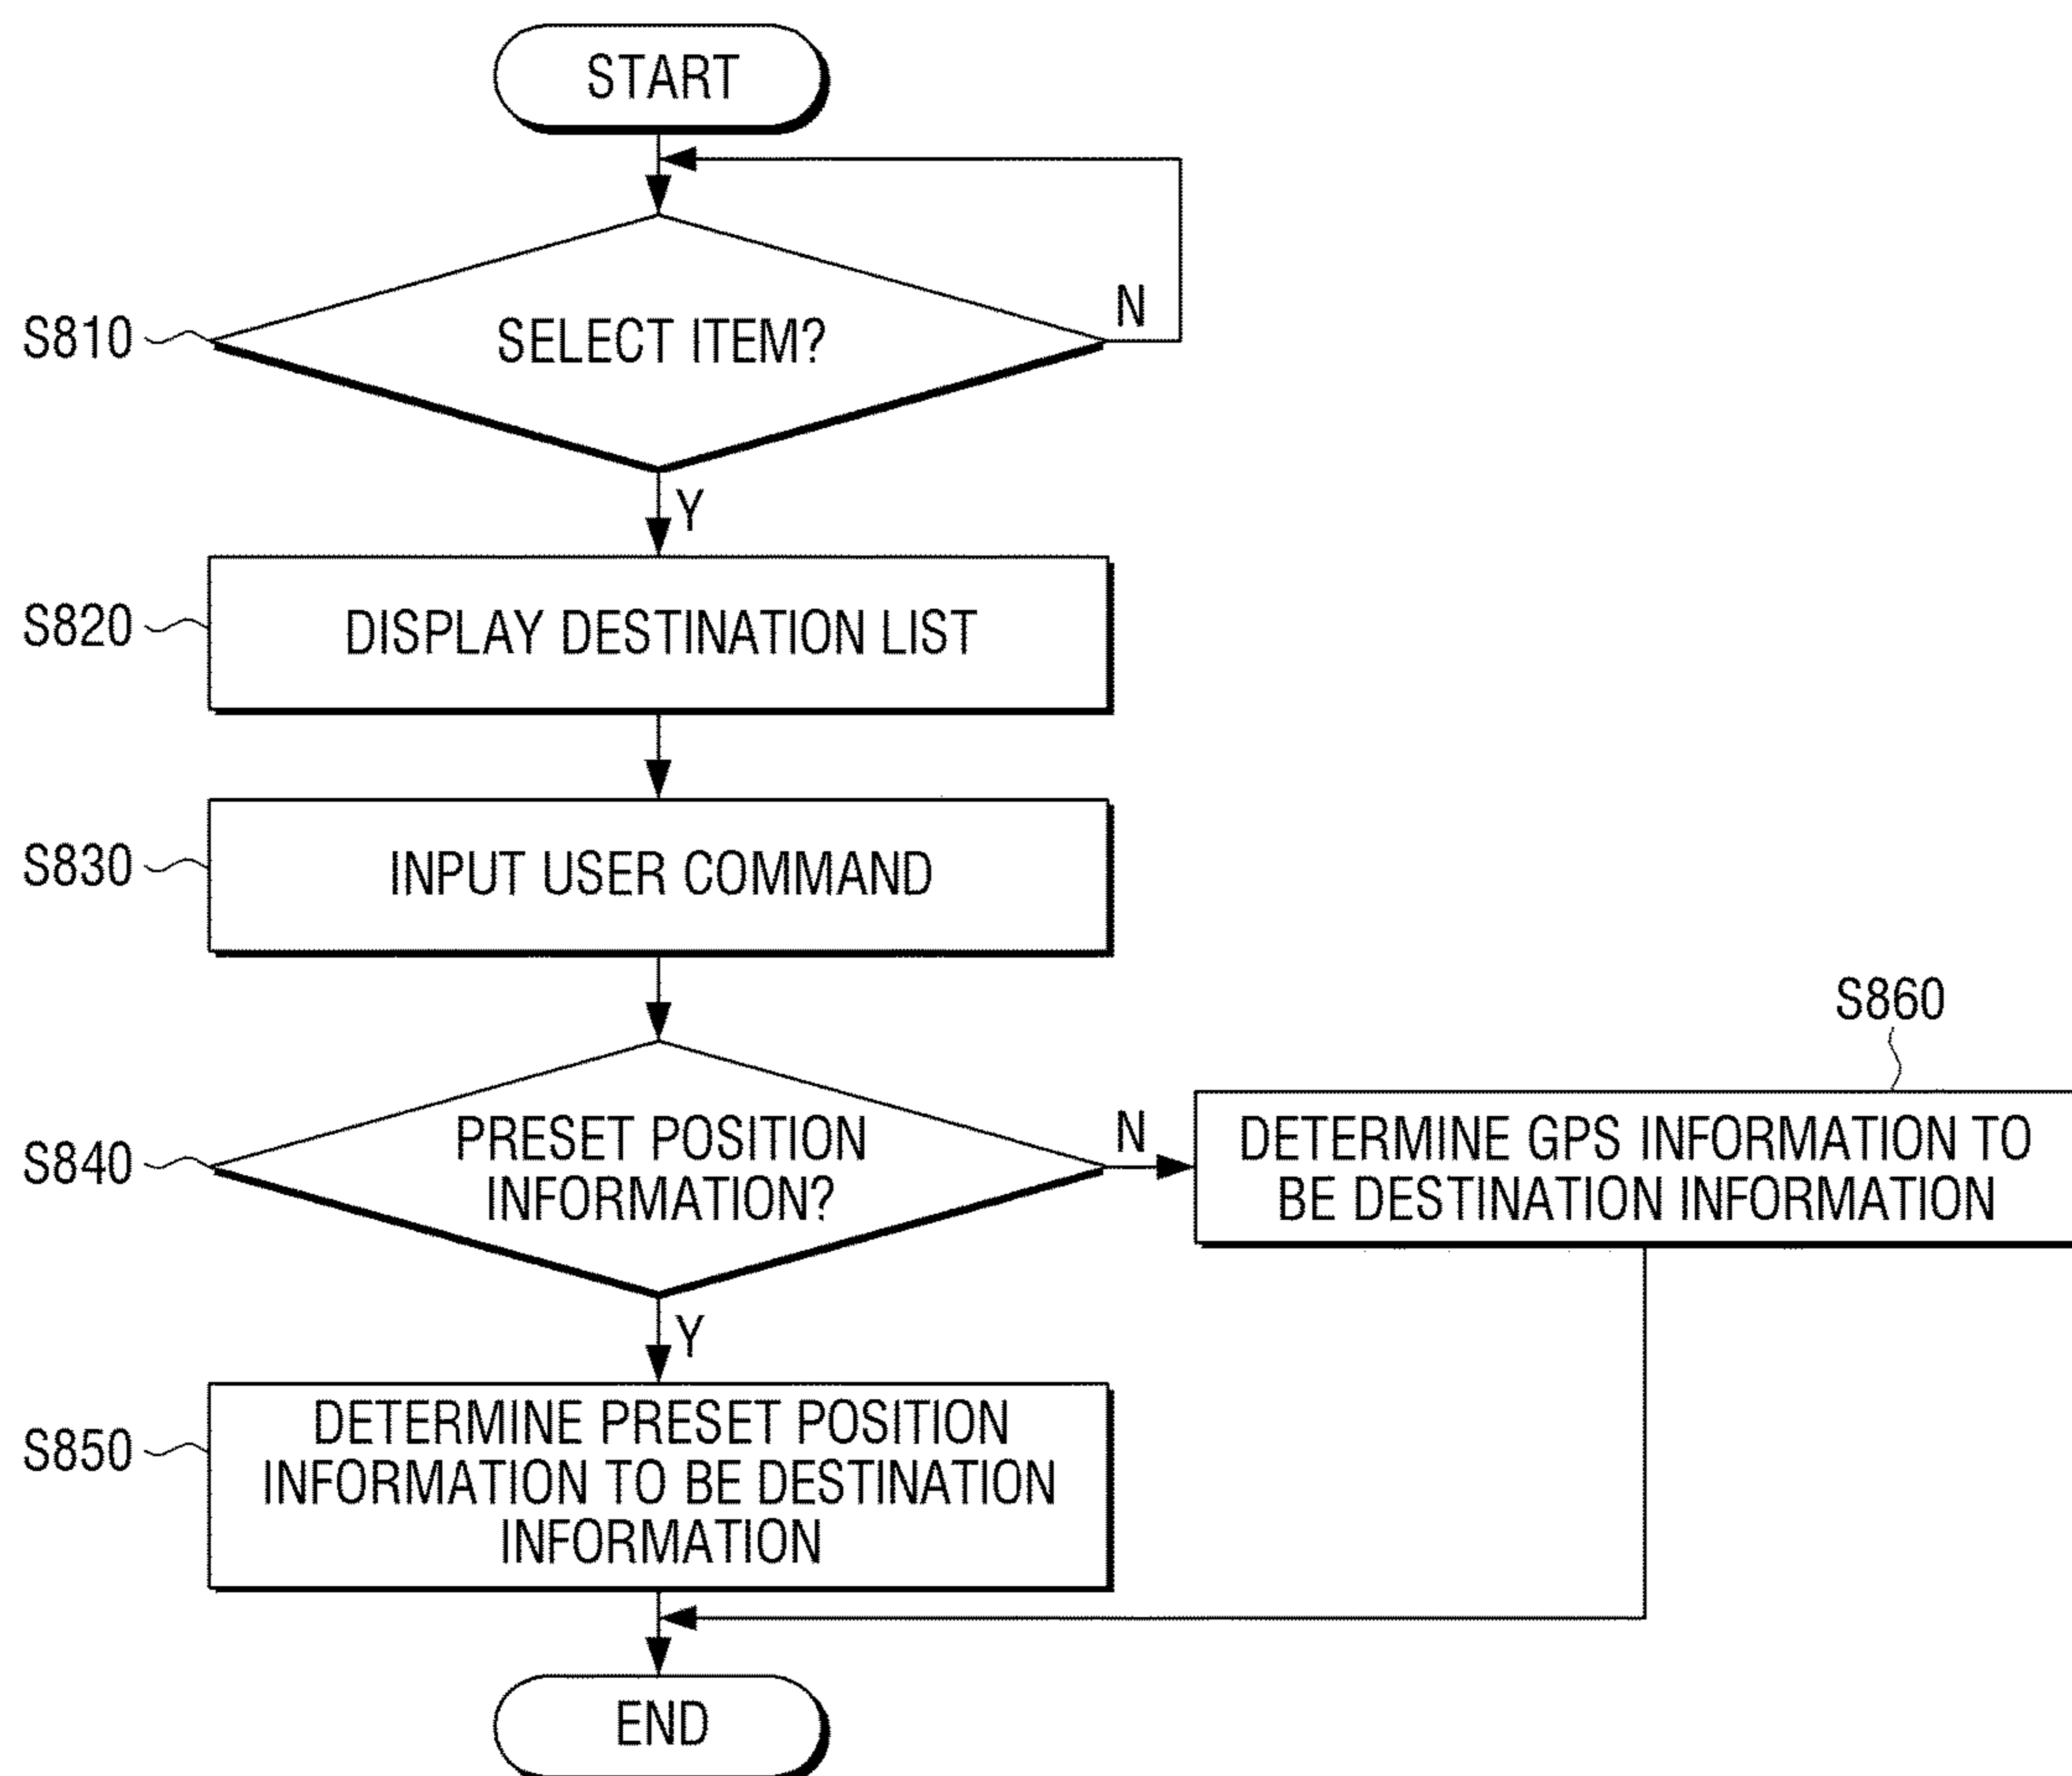 START
S810
SELECT ITEM?
N
Y
S820
DISPLAY DESTINATION LIST
S830
INPUT USER COMMAND
S840
PRESET POSITION
INFORMATION?
N
S860
DETERMINE GPS INFORMATION TO
BE DESTINATION INFORMATION
Y
S850
DETERMINE PRESET POSITION
INFORMATION TO BE DESTINATION
INFORMATION
END